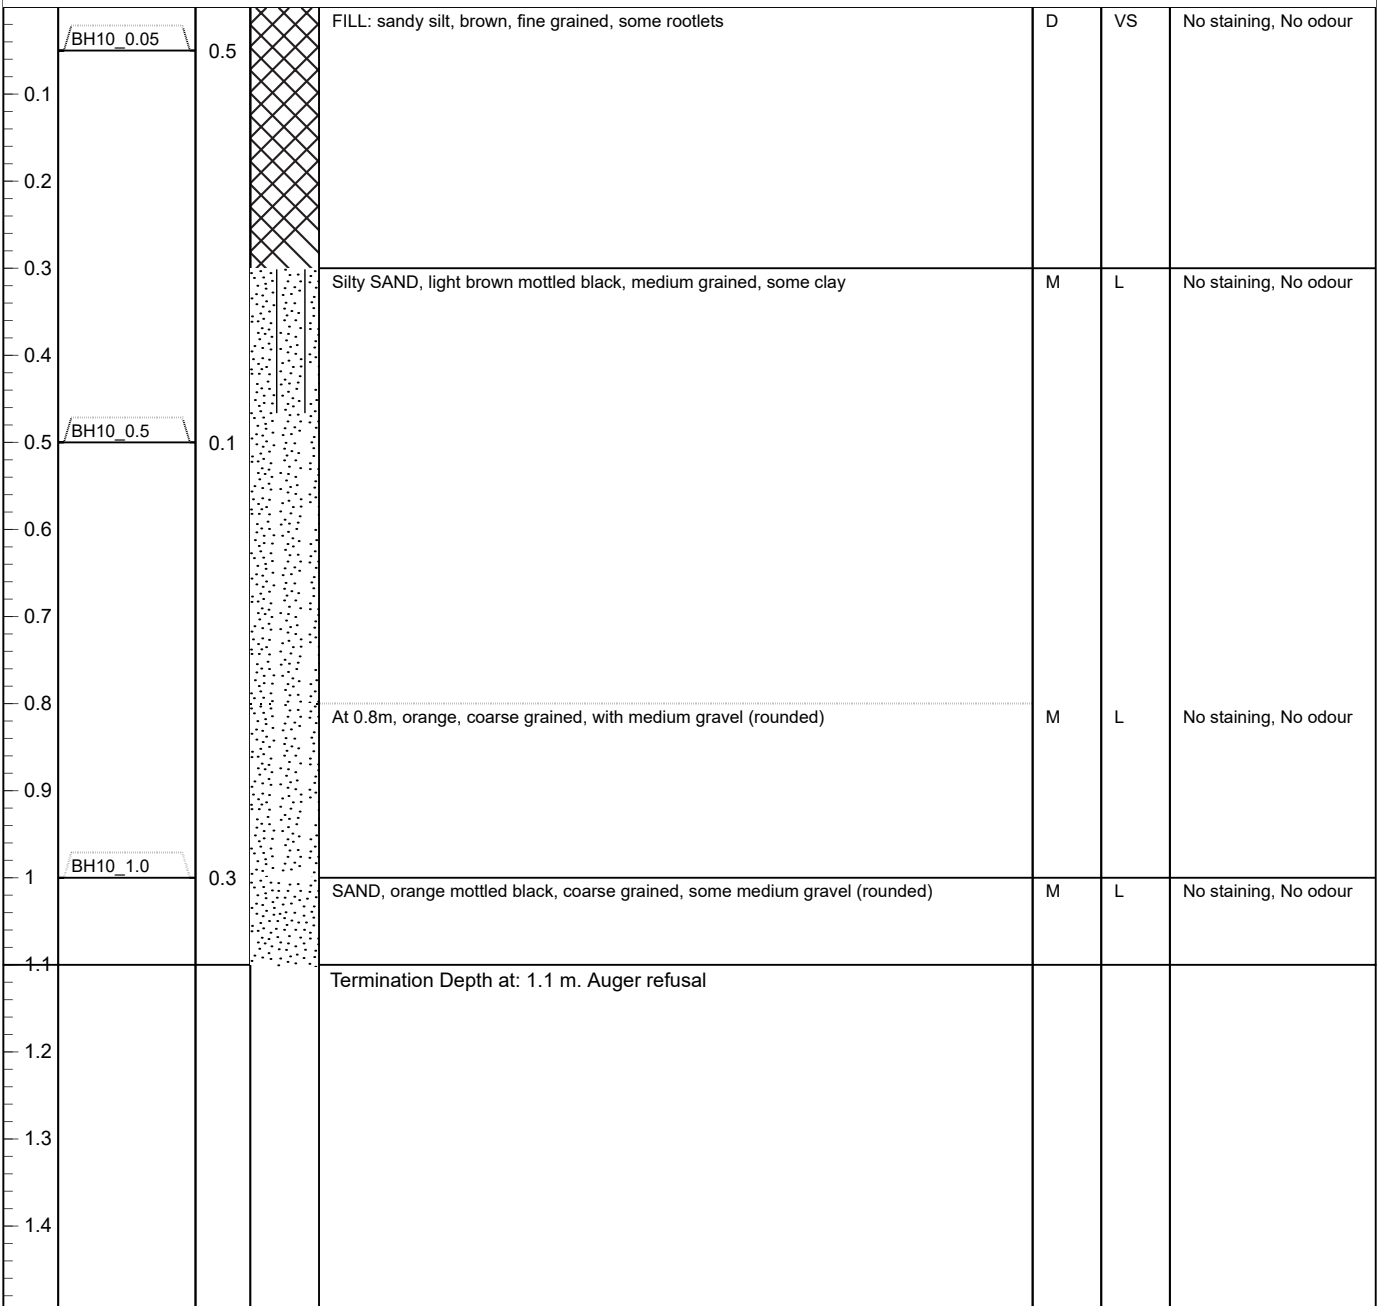 FILL: sandy silt, brown, fine grained, some rootlets D VS No staining, No odour
BH10_0.05
0.5
0.1
0.2
0.3
Silty SAND, light brown mottled black, medium grained, some clay M L No staining, No odour
0.4
BH10_0.5
0.5 0.1
0.6
0.7
0.8
At 0.8m, orange, coarse grained, with medium gravel (rounded) M L No staining, No odour
0.9
BH10_1.0
1 0.3
SAND, orange mottled black, coarse grained, some medium gravel (rounded) M L No staining, No odour
1.1
Termination Depth at: 1.1 m. Auger refusal
1.2
1.3
1.4